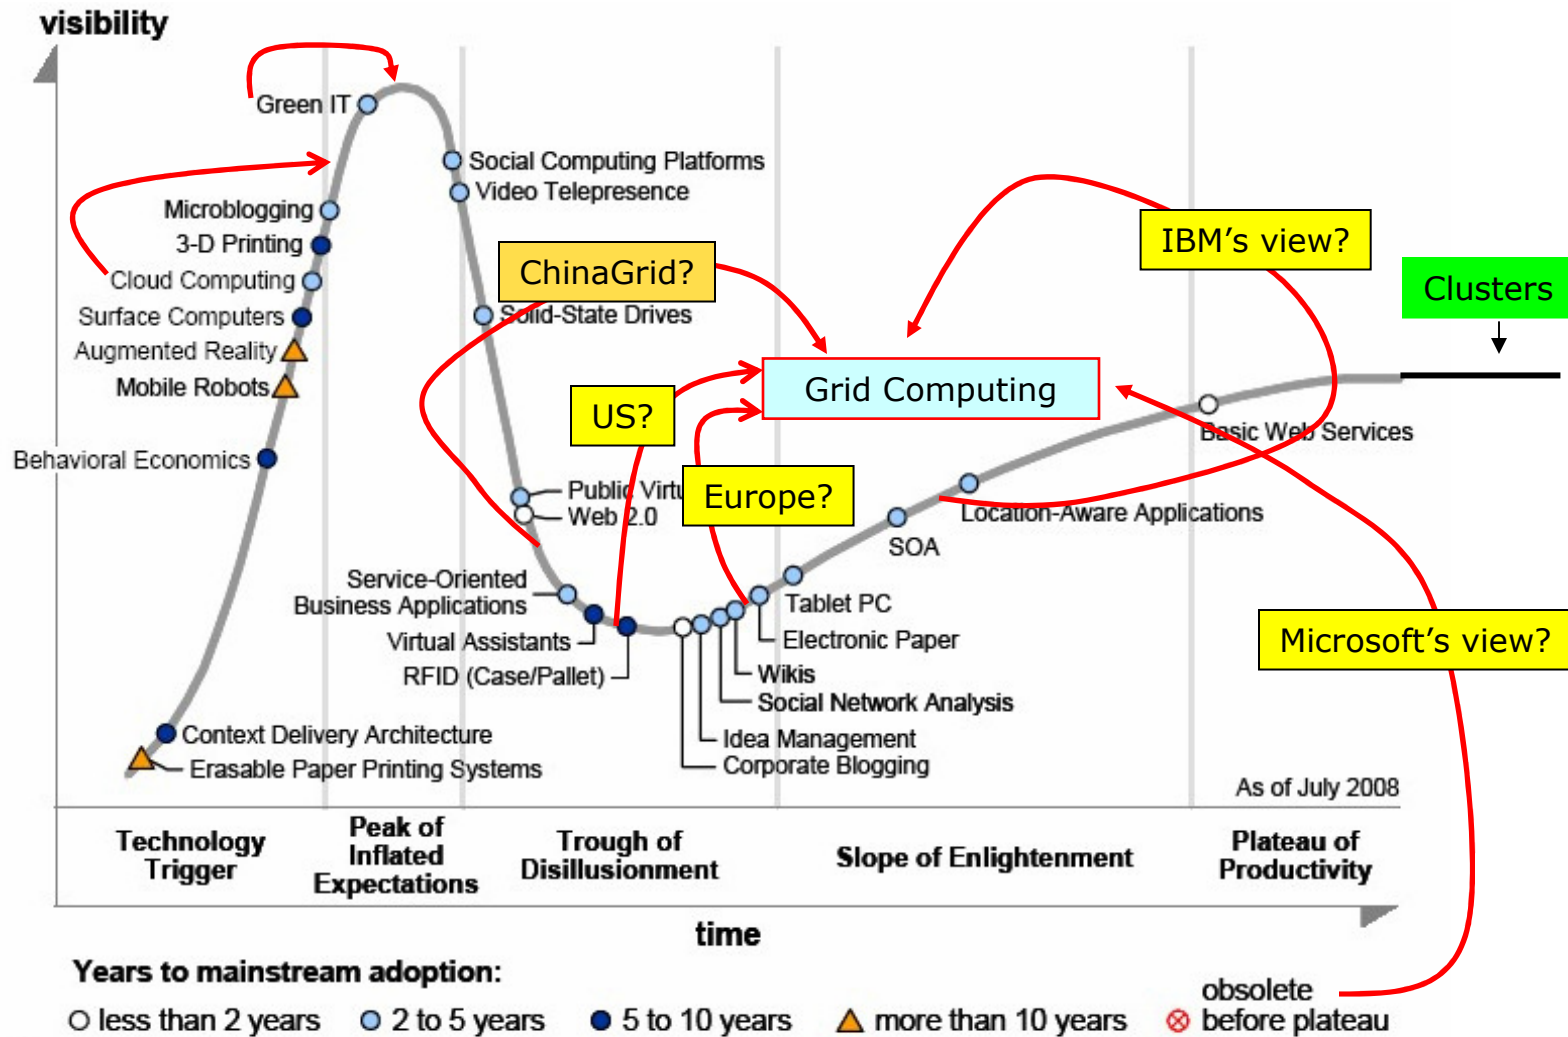 visibility
Green IT
Social Computing Platforms
Video Telepresence
Microblogging
3-D Printing
Cloud Computing
Surface Computers
Augmented Reality
Mobile Robots
Behavioral Economics
ChinaGrid?
IBM's view?
Clusters
Solid-State Drives
Grid Computing
US?
Basic Web Services
Europe?
Public Virtu
Web 2.0
Location-Aware Applications
SOA
Service-Oriented
Business Applications
Tablet PC
Virtual Assistants
Electronic Paper
RFID (Case/Pallet)
Wikis
Microsoft's view?
Social Network Analysis
Context Delivery Architecture
Idea Management
Erasable Paper Printing Systems
Corporate Blogging
As of July 2008
Technology
Trigger
Peak of
Inflated
Expectations
Trough of
Disillusionment
Slope of Enlightenment
Plateau of
Productivity
time
Years to mainstream adoption:
less than 2 years
2 to 5 years
5 to 10 years
more than 10 years
obsolete
before plateau